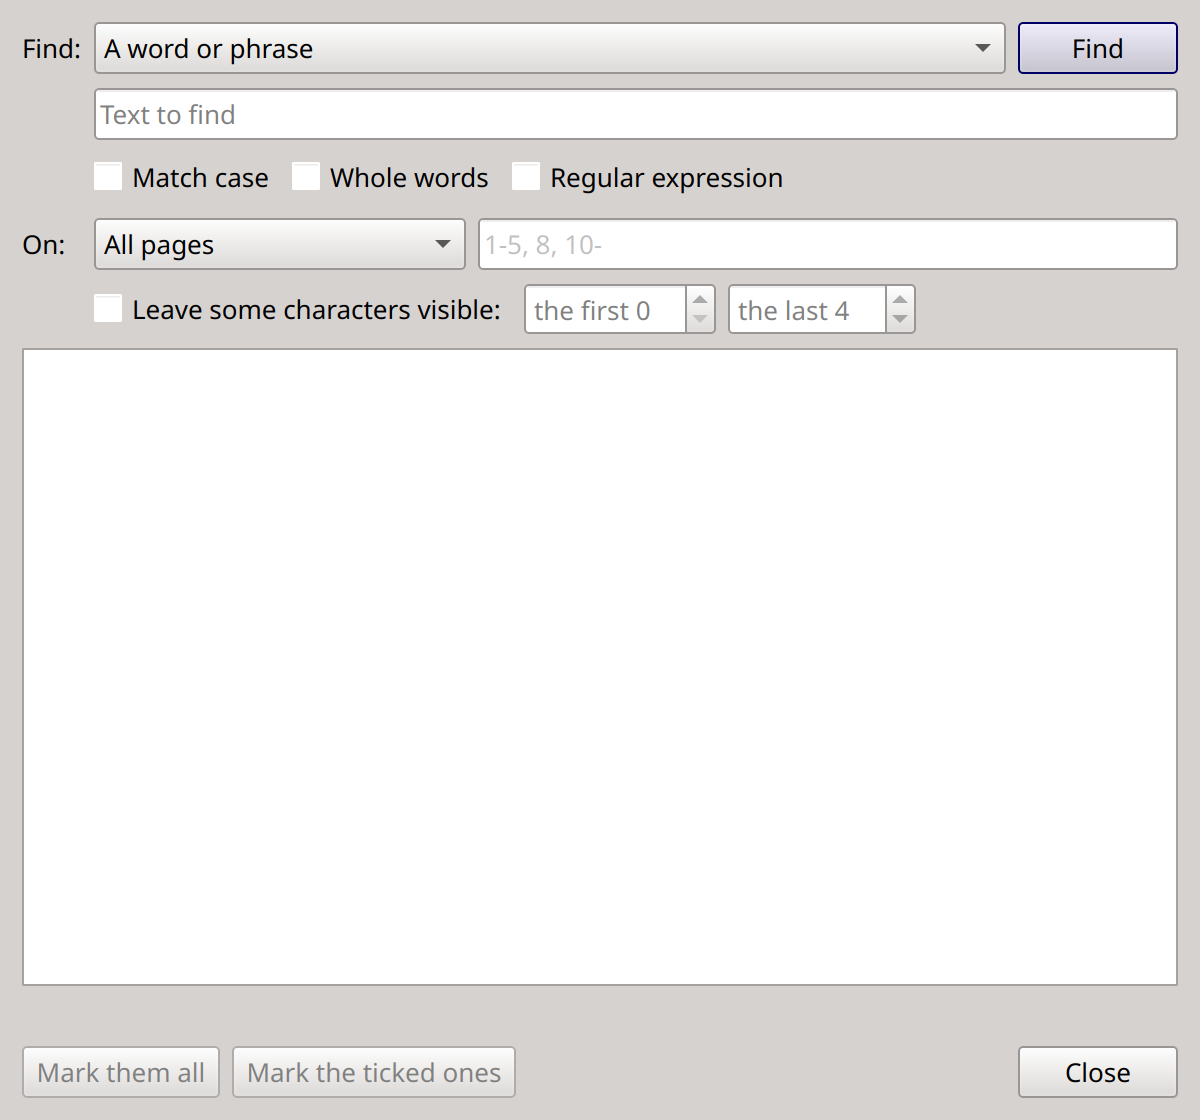 Find: A word or phrase Find
Text to find
Match case Whole words Regular expression
On: All pages 1-5, 8, 10-
Leave some characters visible: the first 0 the last 4
Mark them all Mark the ticked ones Close